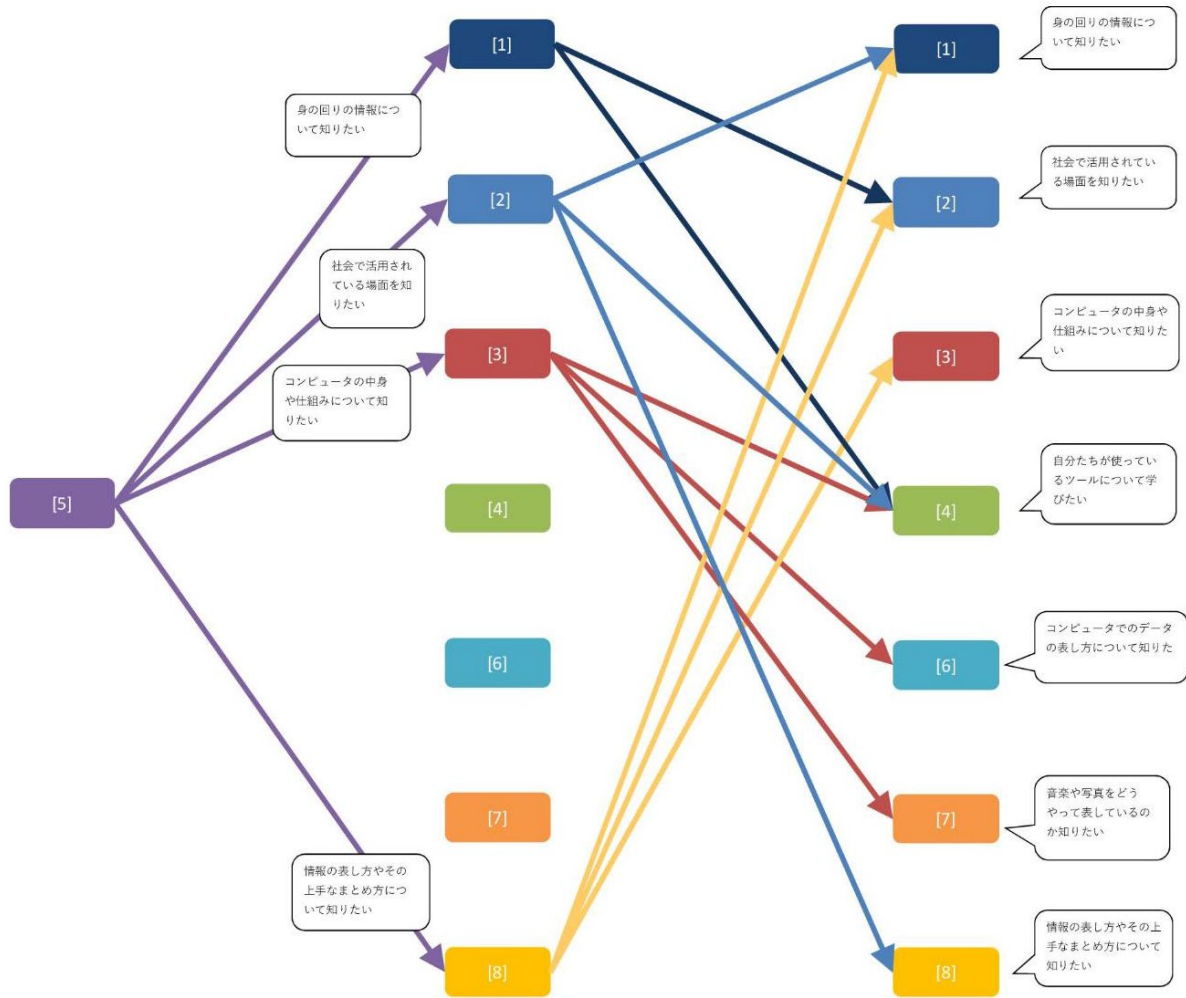 [1]
[1]
身の回りの情報につ
いて知りたい
身の回りの情報につ
いて知りたい
[2]
[2]
社会で活用されてい
る場面を知りたい
社会で活用され
ている場面を知
りたい
[3]
[3]
コンピュータの中身や
仕組みについて知りた
い
コンピュータの中身
や仕組みについて知
りたい
[5]
[4]
[4]
自分たちが使ってい
るツールについて学
びたい
[6]
[6]
コンピュータでのデータ
の表し方について知りた
[7]
[7]
音楽や写真をどう
やって表しているの
か知りたい
情報の表し方やその
上手なまとめ方につ
いて知りたい
[8]
[8]
情報の表し方やその上
手なまとめ方について
知りたい